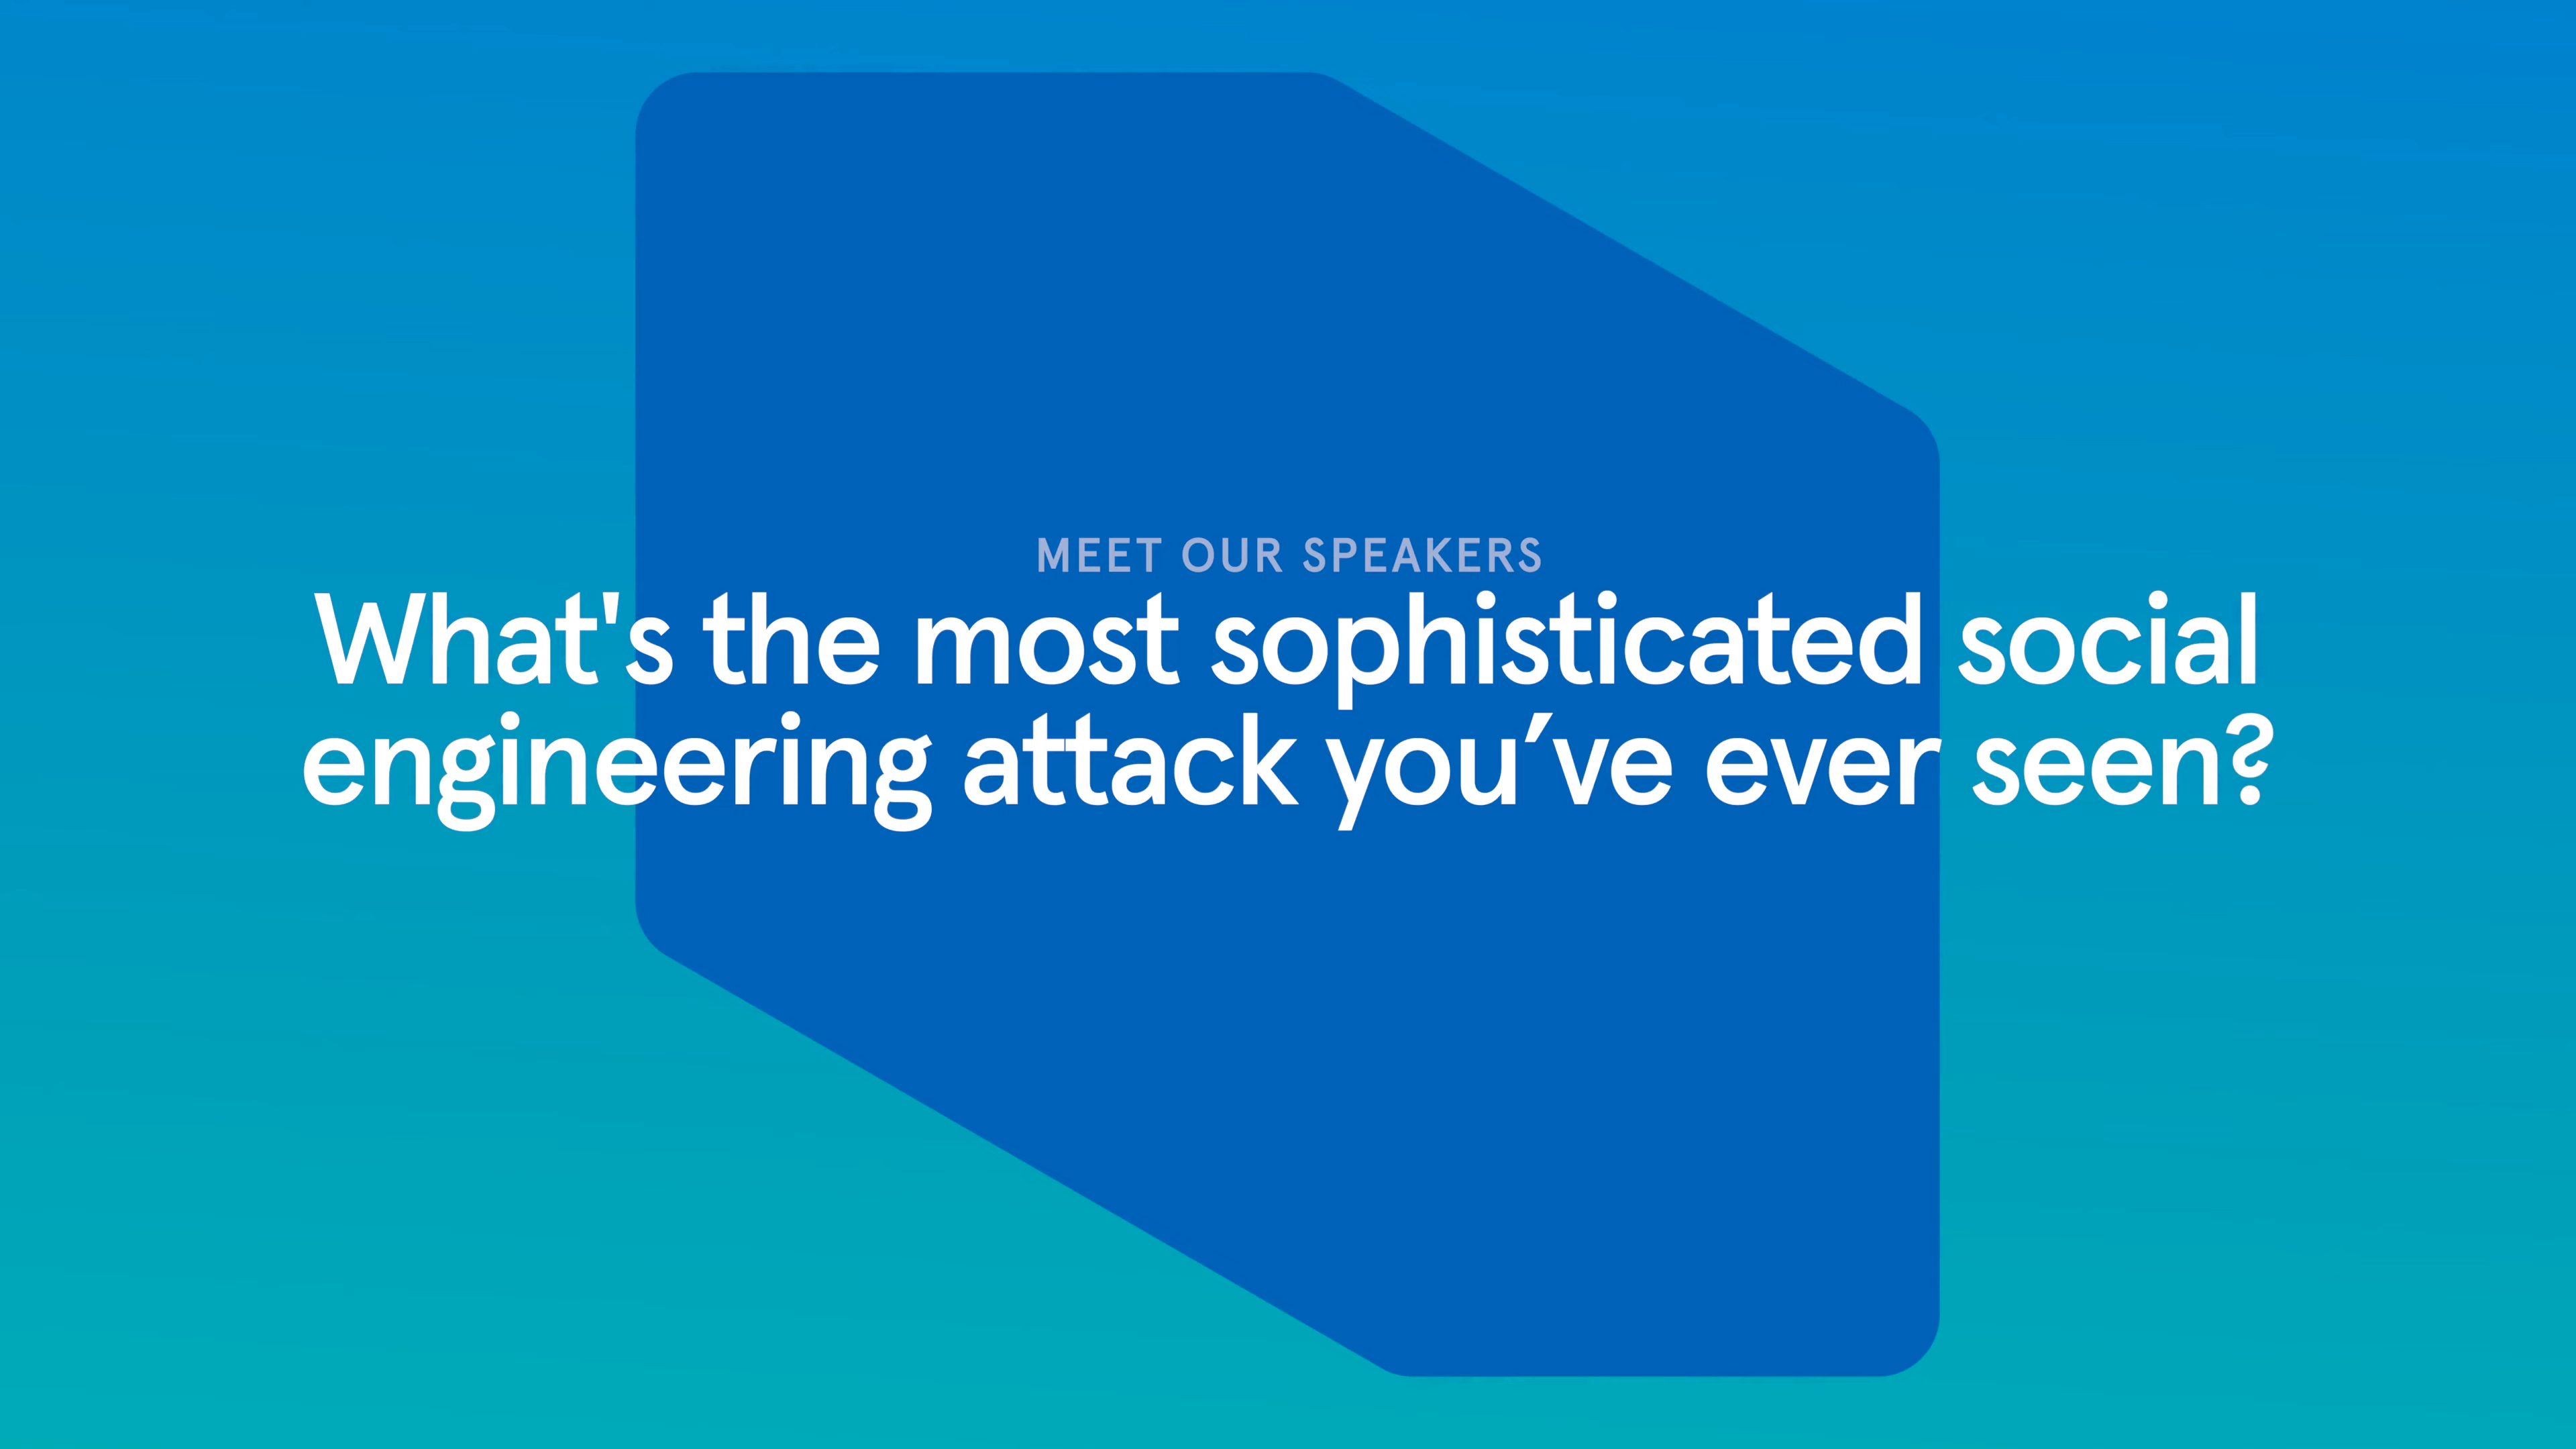 MEET OUR SPEAKERS
What's the most sophisticated social
engineering attack you’ve ever seen?